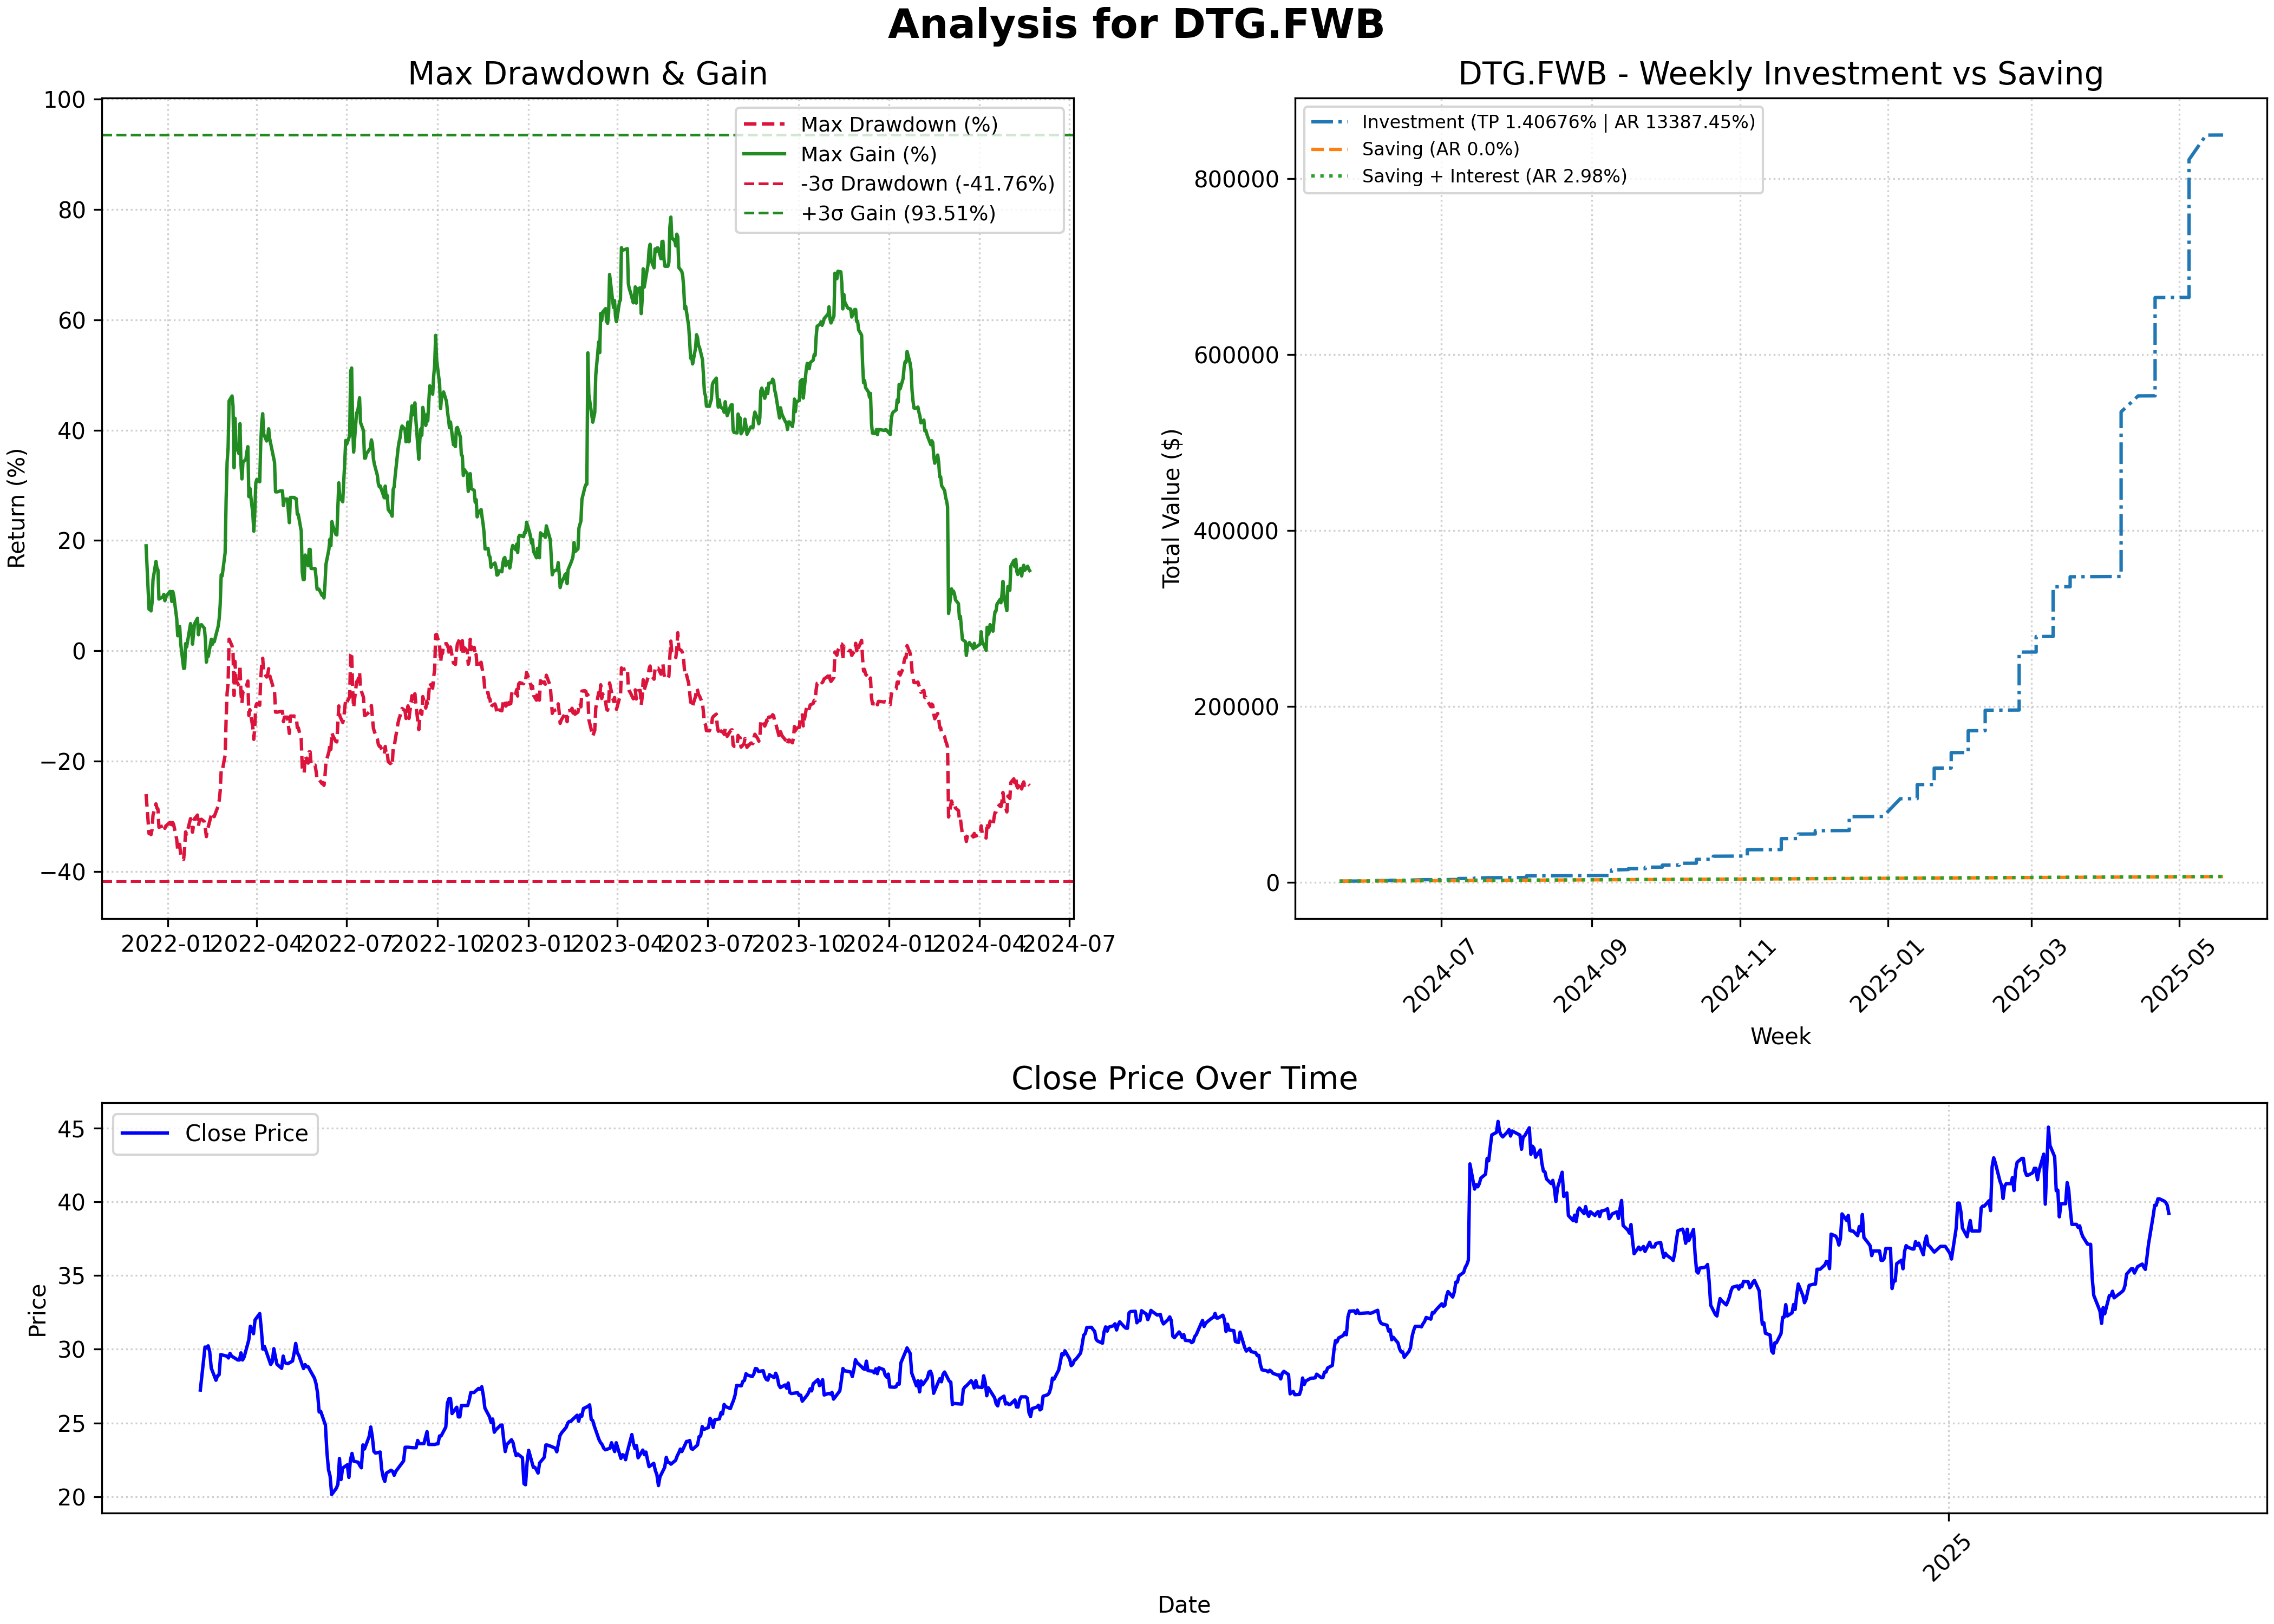 Analysis for DTG.FWB
Max Drawdown & Gain
Return (%)
100
80
60
40
20
0
−20
−40
Max Drawdown (%)
Max Gain (%)
-3σ Drawdown (-41.76%)
+3σ Gain (93.51%)
2022-01
2022-04
2022-07
2022-10
2023-01
2023-04
2023-07
2023-10
2024-01
2024-04
2024-07
DTG.FWB - Weekly Investment vs Saving
Total Value ($)
800000
600000
400000
200000
0
Investment (TP 1.40676% | AR 13387.45%)
Saving (AR 0.0%)
Saving + Interest (AR 2.98%)
2024-07
2024-09
2024-11
2025-01
2025-03
2025-05
Week
Close Price Over Time
Price
45
40
35
30
25
20
Close Price
2025
Date